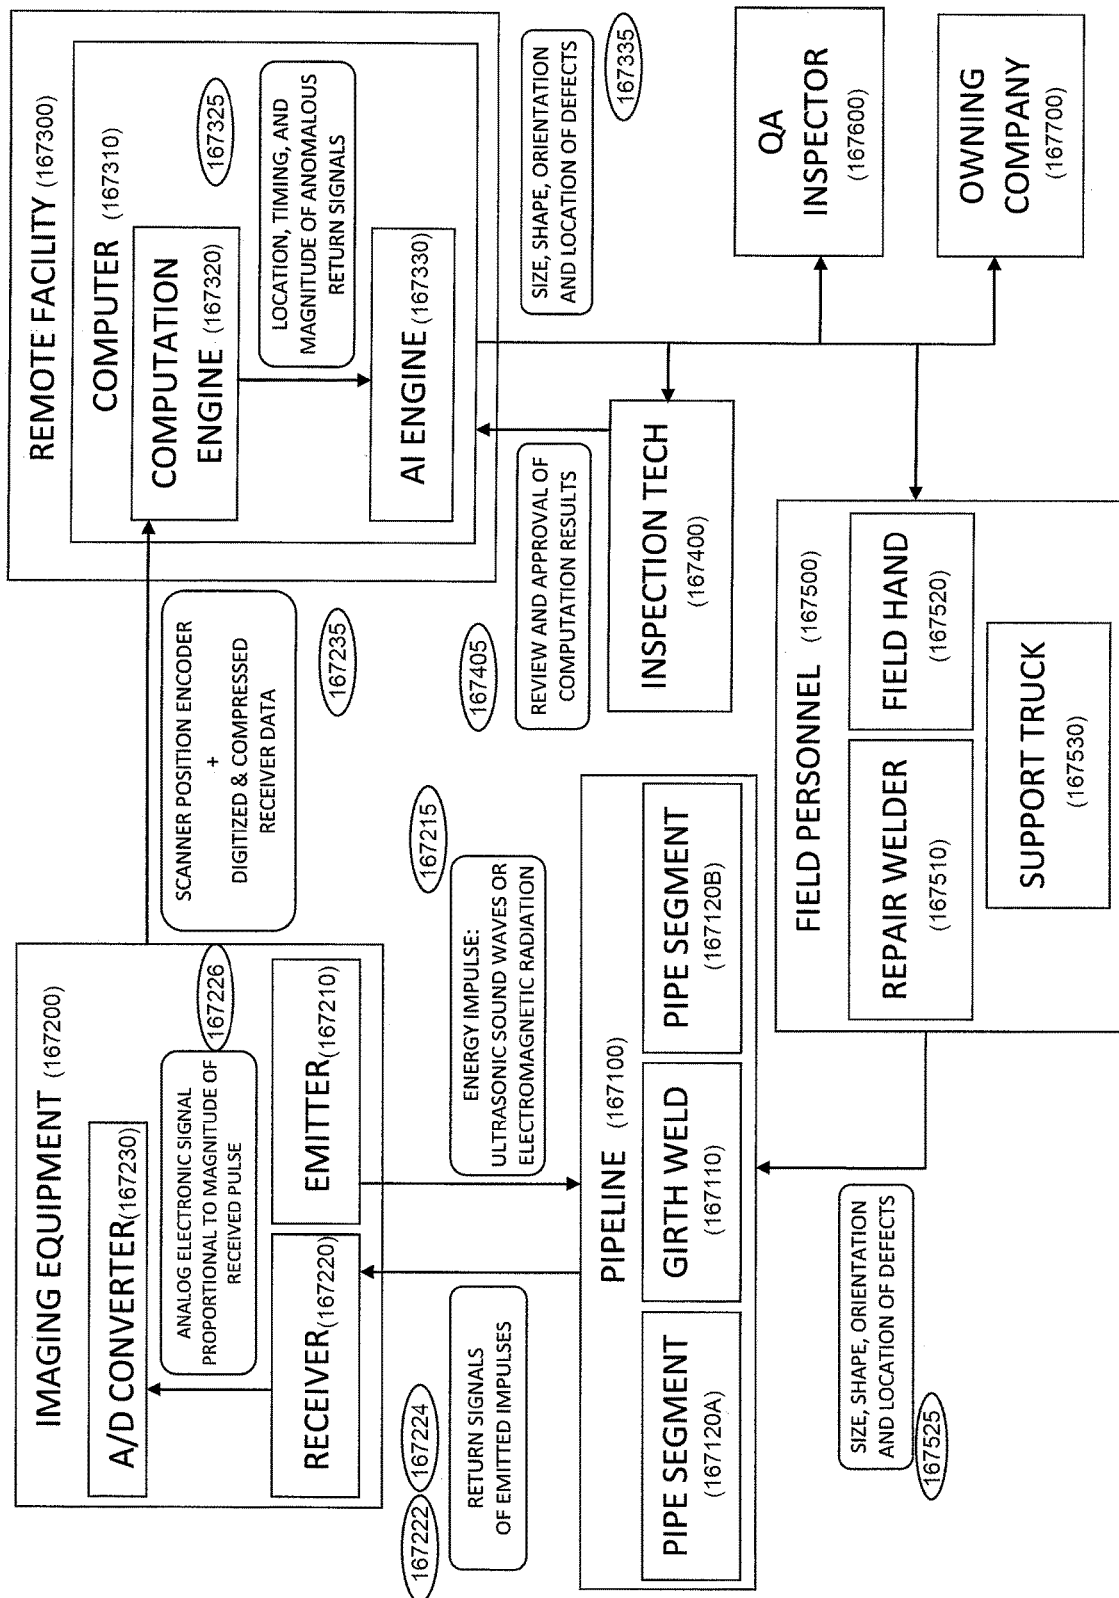 IMAGING EQUIPMENT (167200)
A/D CONVERTER(167230)
ANALOG ELECTRONIC SIGNAL
PROPORTIONAL TO MAGNITUDE OF
RECEIVED PULSE
167226
RECEIVER(167220)
EMITTER(167210)
167222
167224
RETURN SIGNALS
OF EMITTED IMPULSES
ENERGY IMPULSE:
ULTRASONIC SOUND WAVES OR
ELECTROMAGNETIC RADIATION
167215
PIPELINE (167100)
PIPE SEGMENT
(167120A)
GIRTH WELD
(167110)
PIPE SEGMENT
(167120B)
SIZE, SHAPE, ORIENTATION
AND LOCATION OF DEFECTS
167525
SCANNER POSITION ENCODER
+
DIGITIZED & COMPRESSED
RECEIVER DATA
167235
REMOTE FACILITY (167300)
COMPUTER (167310)
COMPUTATION
ENGINE (167320)
167325
LOCATION, TIMING, AND
MAGNITUDE OF ANOMALOUS
RETURN SIGNALS
AI ENGINE (167330)
167405
REVIEW AND APPROVAL OF
COMPUTATION RESULTS
INSPECTION TECH
(167400)
SIZE, SHAPE, ORIENTATION
AND LOCATION OF DEFECTS
167335
QA
INSPECTOR
(167600)
OWNING
COMPANY
(167700)
FIELD PERSONNEL (167500)
REPAIR WELDER
(167510)
FIELD HAND
(167520)
SUPPORT TRUCK
(167530)